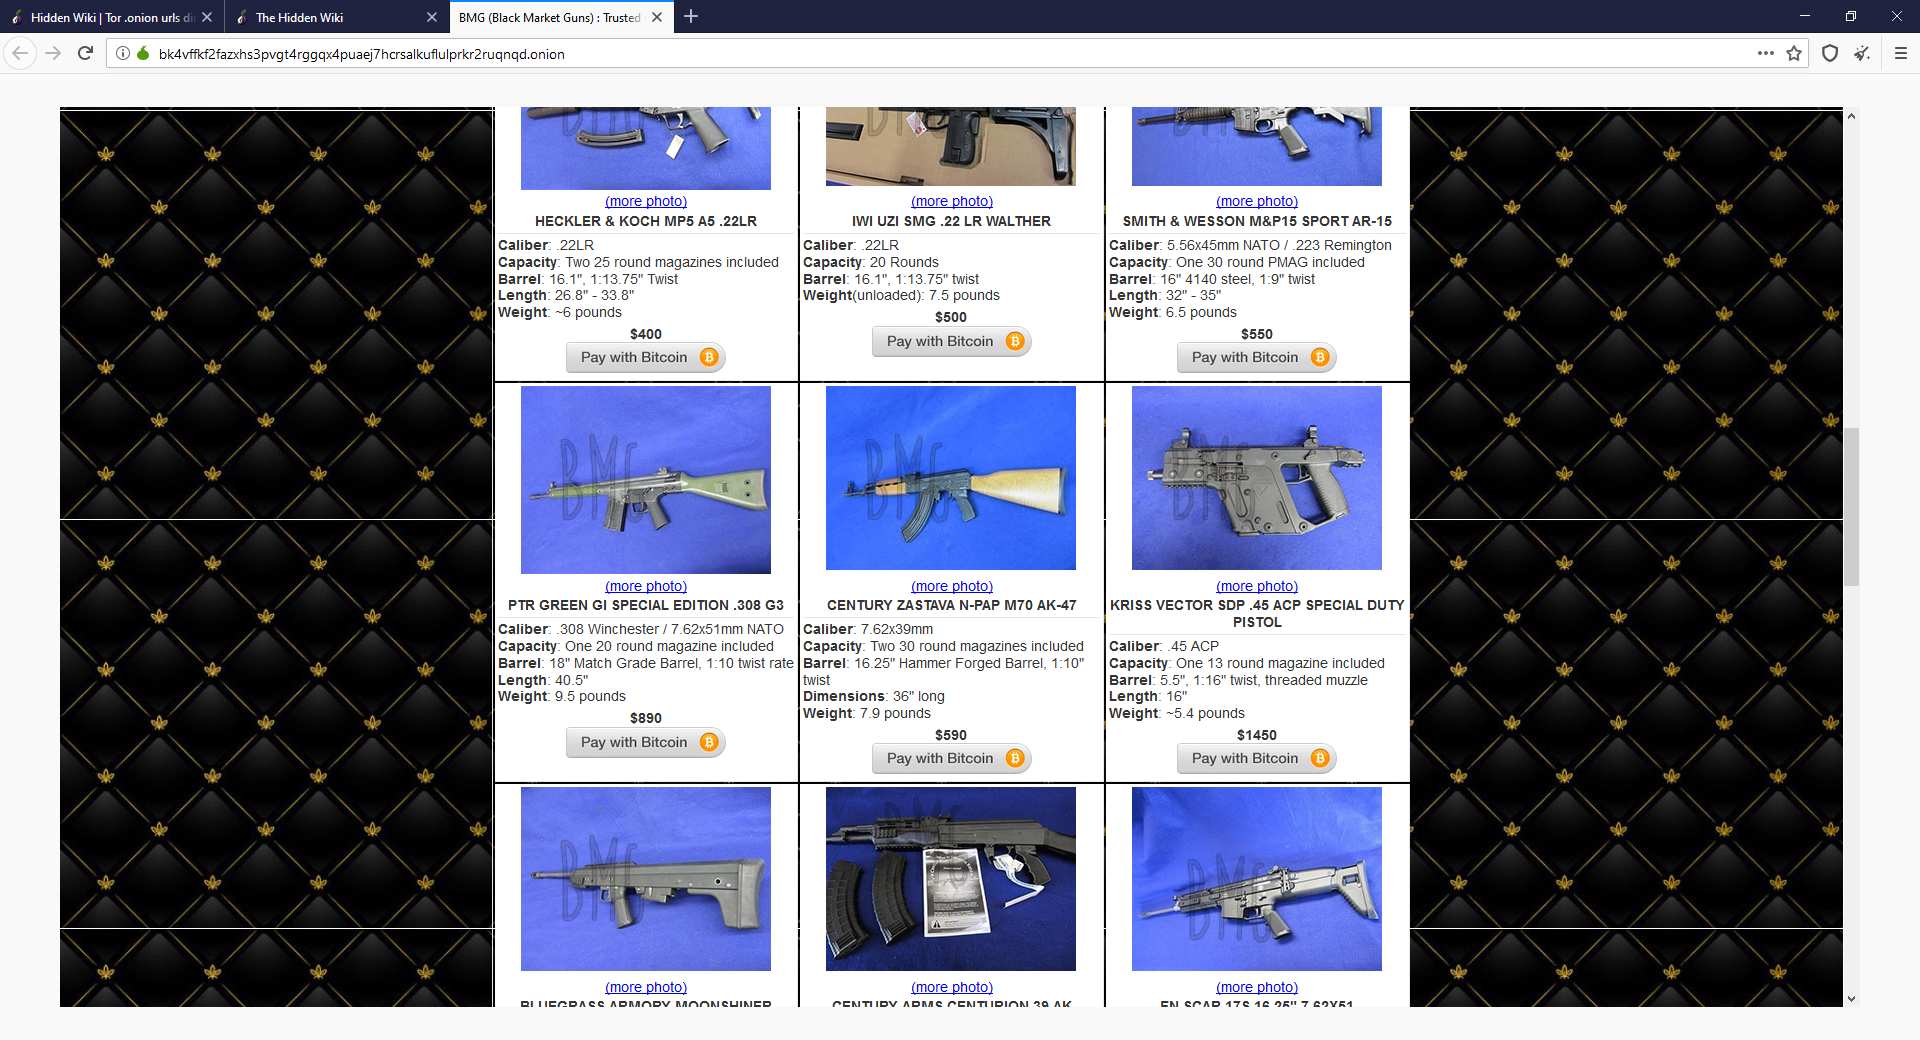 Hidden Wiki | Tor .onion urls di
The Hidden Wiki
BMG (Black Market Guns) : Trusted
bk4vffkf2fazxhs3pvgt4rggqx4puaej7hcrsalkuflulprkr2ruqnqd.onion
(more photo)
HECKLER & KOCH MP5 A5 .22LR
Caliber: .22LR
Capacity: Two 25 round magazines included
Barrel: 16.1", 1:13.75" Twist
Length: 26.8" - 33.8"
Weight: ~6 pounds
$400
Pay with Bitcoin
(more photo)
IWI UZI SMG .22 LR WALTHER
Caliber: .22LR
Capacity: 20 Rounds
Barrel: 16.1", 1:13.75" twist
Weight(unloaded): 7.5 pounds
$500
Pay with Bitcoin
(more photo)
SMITH & WESSON M&P15 SPORT AR-15
Caliber: 5.56x45mm NATO / .223 Remington
Capacity: One 30 round PMAG included
Barrel: 16" 4140 steel, 1:9" twist
Length: 32" - 35"
Weight: 6.5 pounds
$550
Pay with Bitcoin
BMG
(more photo)
PTR GREEN GI SPECIAL EDITION .308 G3
Caliber: .308 Winchester / 7.62x51mm NATO
Capacity: One 20 round magazine included
Barrel: 18" Match Grade Barrel, 1:10 twist rate
Length: 40.5"
Weight: 9.5 pounds
$890
Pay with Bitcoin
BMG
(more photo)
CENTURY ZASTAVA N-PAP M70 AK-47
Caliber: 7.62x39mm
Capacity: Two 30 round magazines included
Barrel: 16.25" Hammer Forged Barrel, 1:10"
twist
Dimensions: 36" long
Weight: 7.9 pounds
$590
Pay with Bitcoin
BMG
(more photo)
KRISS VECTOR SDP .45 ACP SPECIAL DUTY
PISTOL
Caliber: .45 ACP
Capacity: One 13 round magazine included
Barrel: 5.5", 1:16" twist, threaded muzzle
Length: 16"
Weight: ~5.4 pounds
$1450
Pay with Bitcoin
BMG
(more photo)
BLUEGRASS ARMORY MOONSHINER
(more photo)
CENTURY ARMS CENTURION 39 AK
BMG
(more photo)
FN SCAR 17S 16.25" 7.62X51